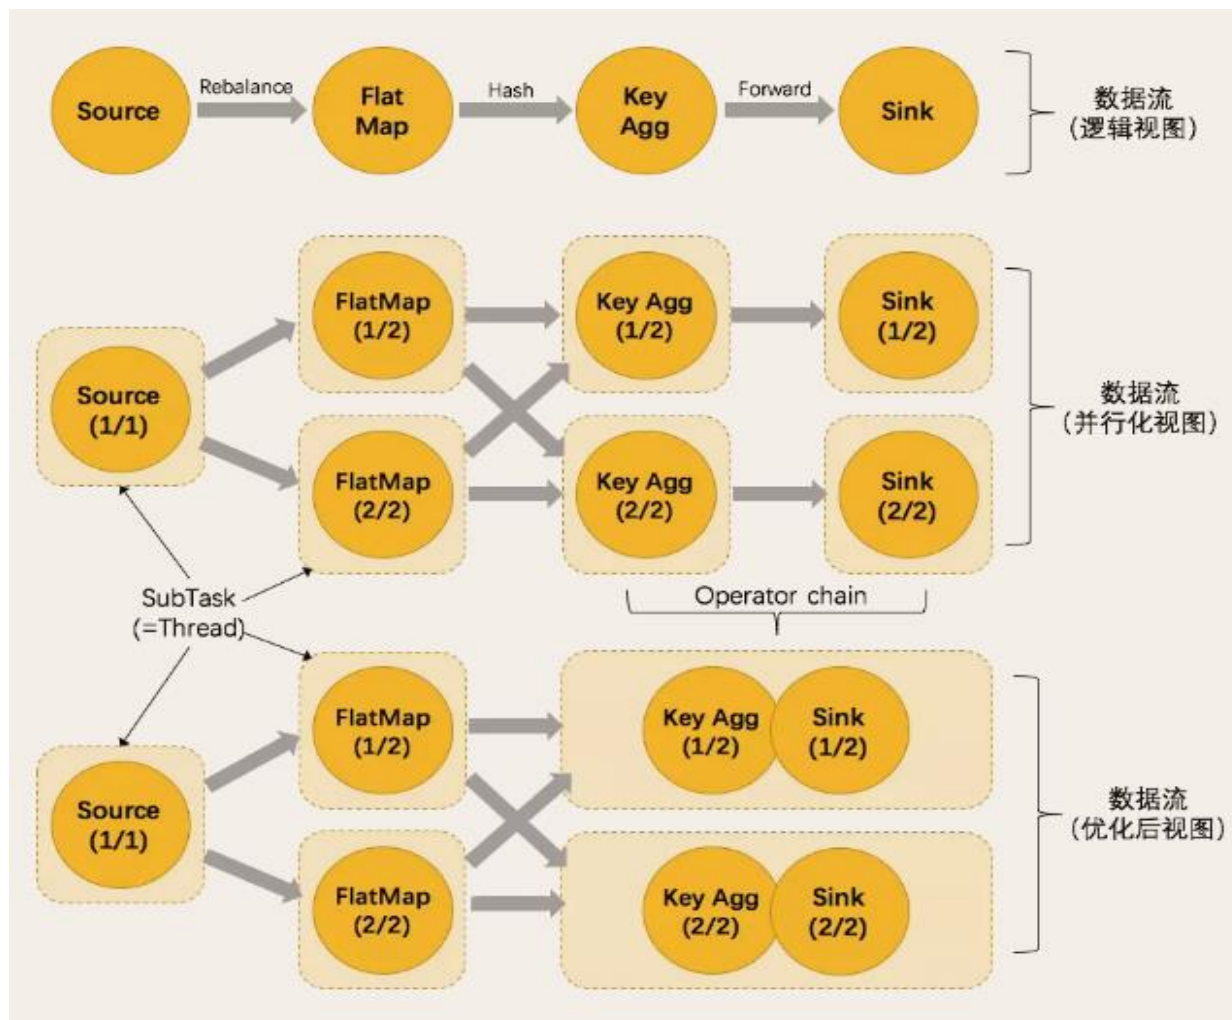 Rebalance
Hash
Forward
Source
Flat
Map
Key
Agg
Sink
数据流
(逻辑视图)
FlatMap
(1/2)
Key Agg
(1/2)
Sink
(1/2)
Source
(1/1)
数据流
(并行化视图)
FlatMap
(2/2)
Key Agg
(2/2)
Sink
(2/2)
SubTask
(=Thread)
Operator chain
FlatMap
(1/2)
Key Agg
(1/2)
Sink
(1/2)
Source
(1/1)
数据流
(优化后视图)
FlatMap
(2/2)
Key Agg
(2/2)
Sink
(2/2)